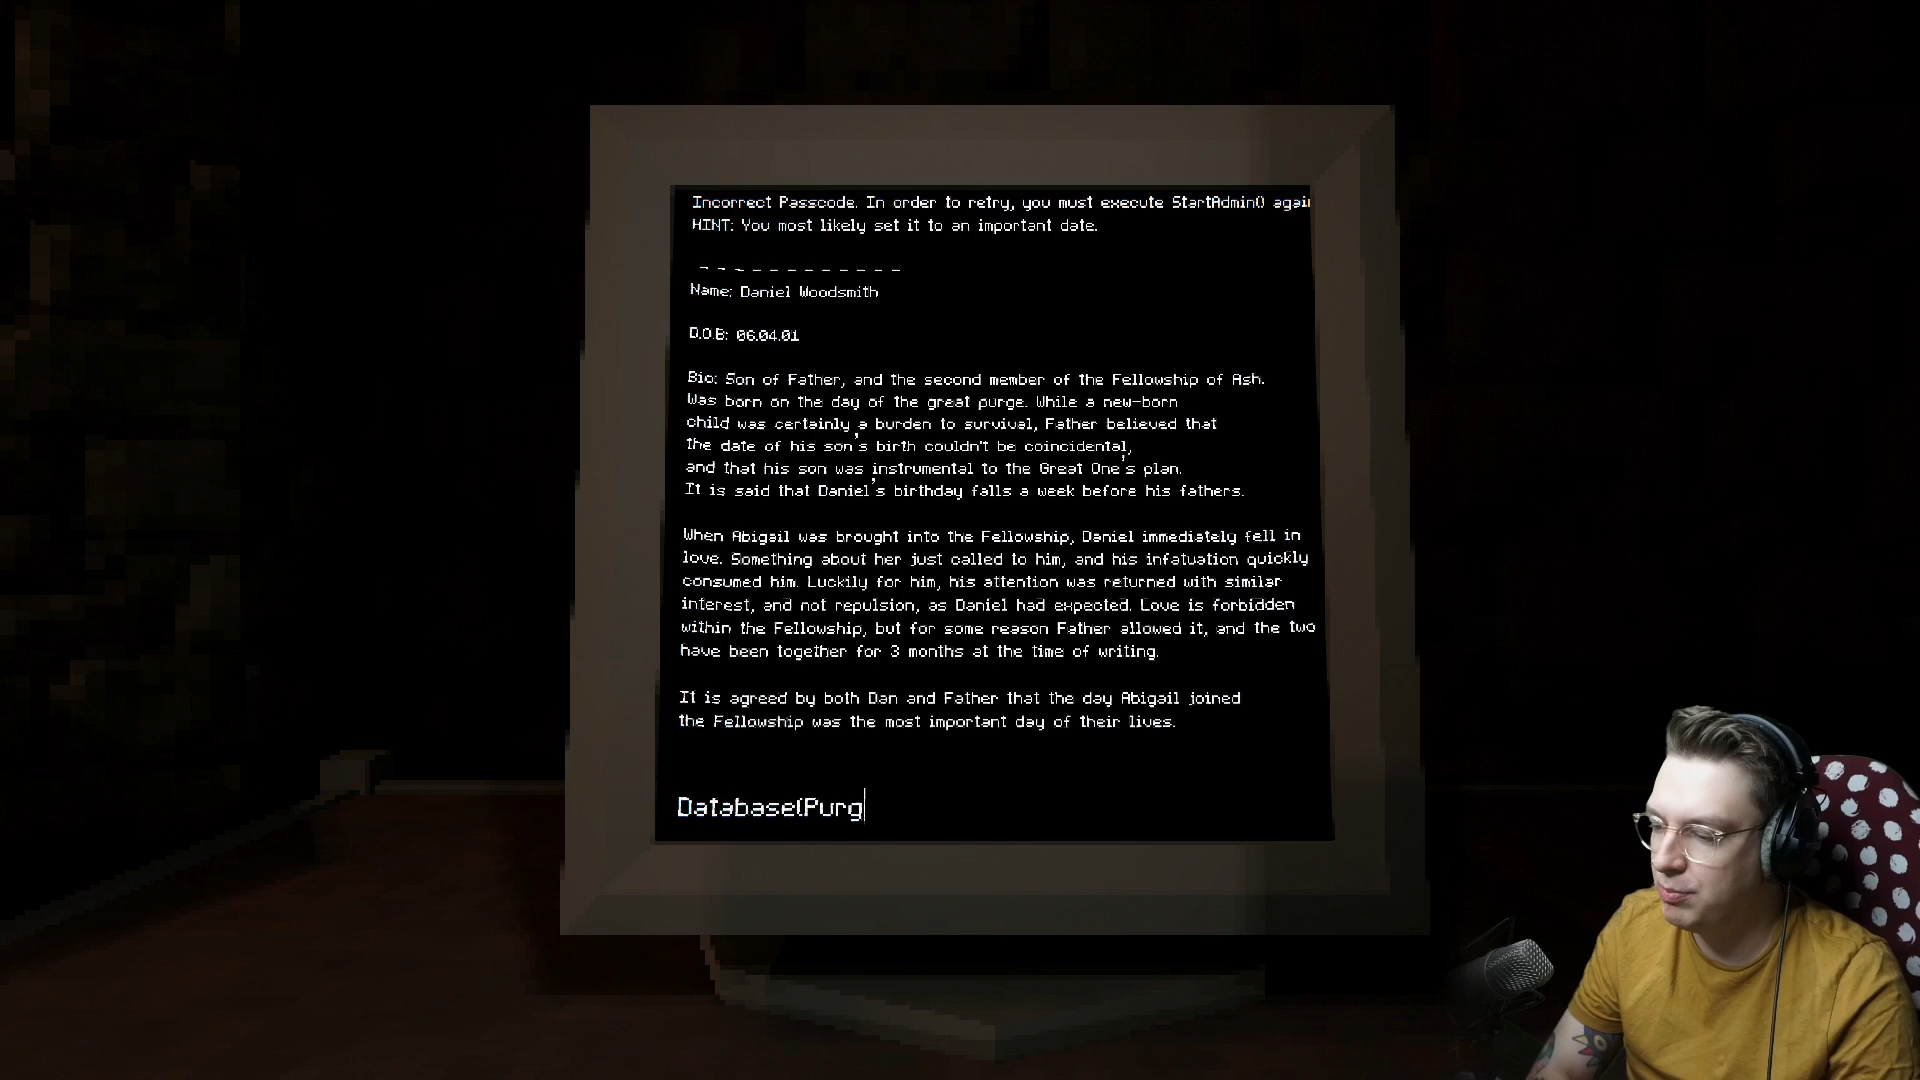 Incorrect Passcode. In order to retry, you must execute StartAdmin() again
HINT: You most likely set it to an important date.
- - - - - - - - - - - -
Name: Daniel Woodsmith
D.O.B: 06.04.01
Bio: Son of Father, and the second member of the Fellowship of Ash.
Was born on the day of the great purge. While a new-born
child was certainly a burden to survival, Father believed that
the date of his son's birth couldn't be coincidental,
and that his son was instrumental to the Great One's plan.
It is said that Daniel's birthday falls a week before his fathers.
When Abigail was brought into the Fellowship, Daniel immediately fell in
love. Something about her just called to him, and his infatuation quickly
consumed him. Luckily for him, his attention was returned with similar
interest, and not repulsion, as Daniel had expected. Love is forbidden
within the Fellowship, but for some reason Father allowed it, and the two
have been together for 3 months at the time of writing.
It is agreed by both Dan and Father that the day Abigail joined
the Fellowship was the most important day of their lives.
Database(Purg